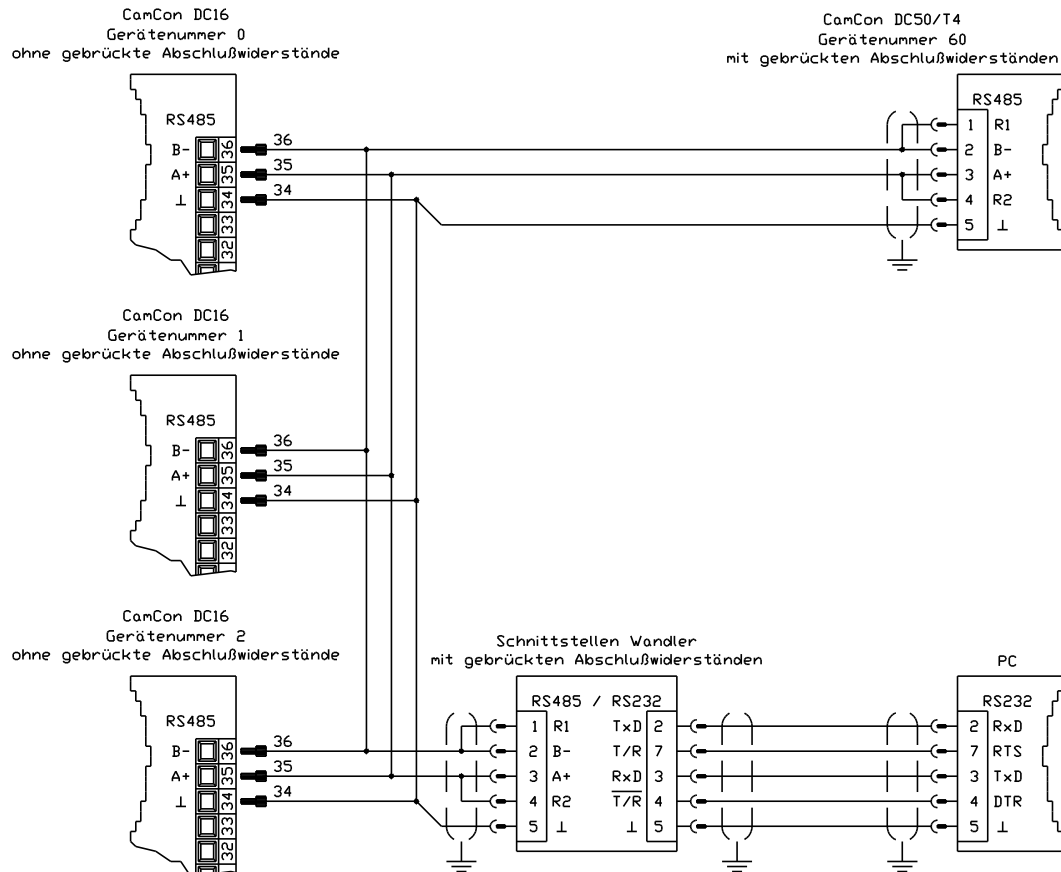 CamCon DC16
Gerätenummer 0
ohne gebrückte Abschlußwiderstände
RS485
B- 36 36
A+ 35 35
⊥ 34 34
33
32
CamCon DC50/T4
Gerätenummer 60
mit gebrückten Abschlußwiderständen
RS485
1 R1
2 B-
3 A+
4 R2
5 ⊥
CamCon DC16
Gerätenummer 1
ohne gebrückte Abschlußwiderstände
RS485
B- 36 36
A+ 35 35
⊥ 34 34
33
32
CamCon DC16
Gerätenummer 2
ohne gebrückte Abschlußwiderstände
RS485
B- 36 36
A+ 35 35
⊥ 34 34
33
32
Schnittstellen Wandler
mit gebrückten Abschlußwiderständen
RS485 / RS232
1 R1 TxD 2
2 B- T/R 7
3 A+ RxD 3
4 R2 T/R 4
5 ⊥ ⊥ 5
PC
RS232
2 RxD
7 RTS
3 TxD
4 DTR
5 ⊥